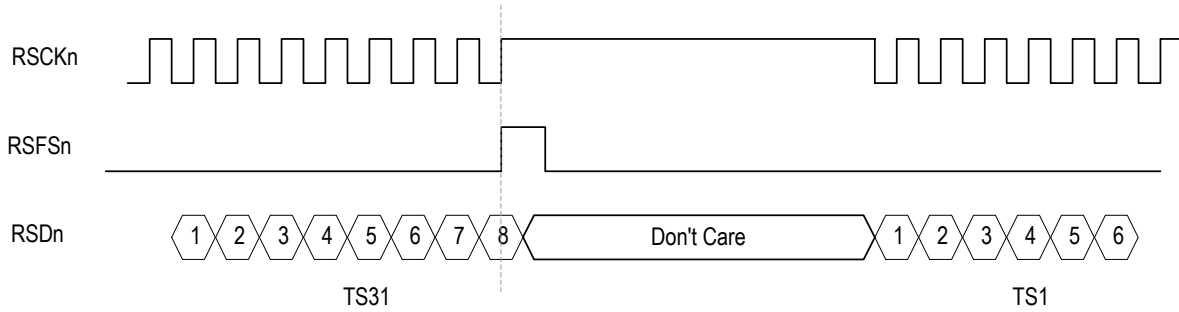 RSCKn
RSFSn
RSDn 1 2 3 4 5 6 7 8 Don't Care 1 2 3 4 5 6
TS31 TS1